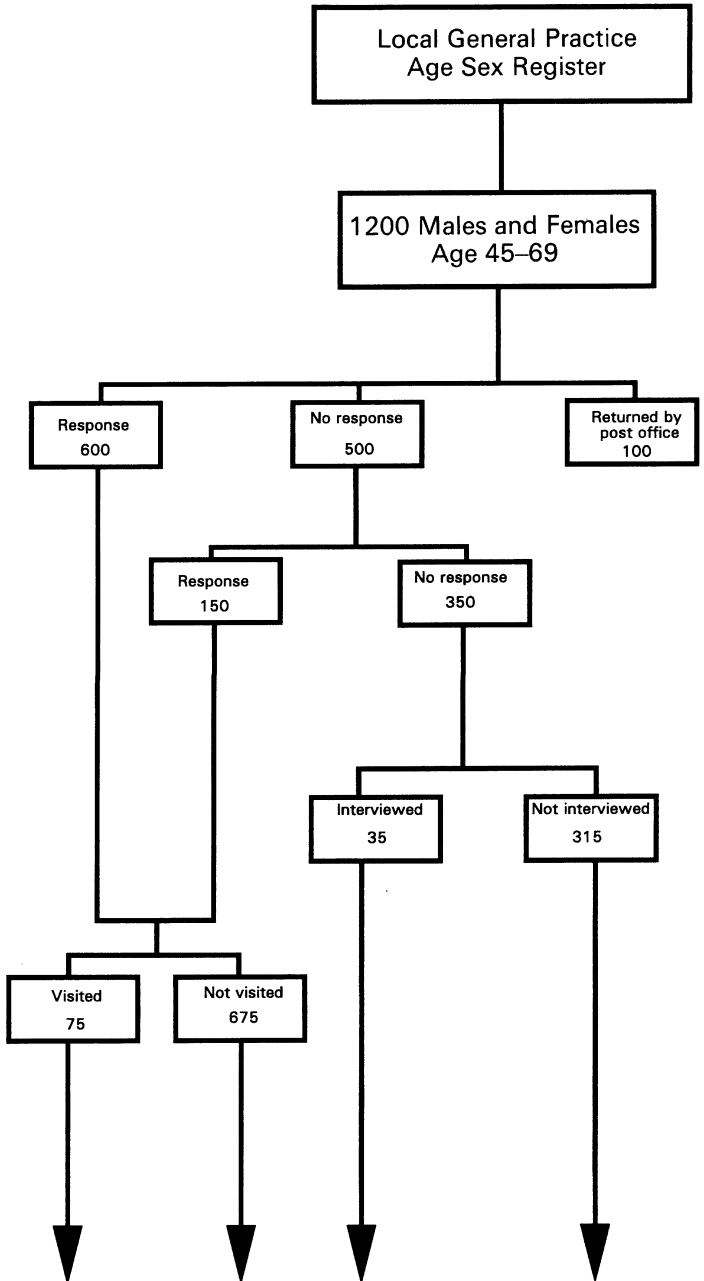 Local General Practice
Age Sex Register
1200 Males and Females
Age 45–69
Response
600
No response
500
Returned by
post office
100
Response
150
No response
350
Interviewed
35
Not interviewed
315
Visited
75
Not visited
675